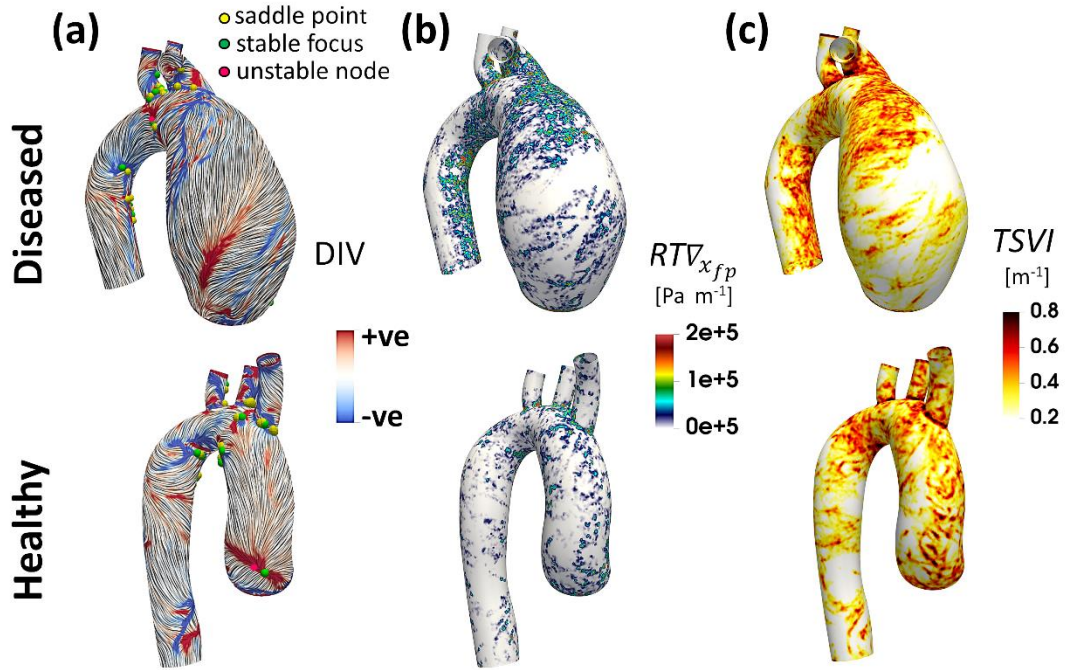 (a)
saddle point
stable focus
unstable node
(b)
(c)
Diseased
DIV
+ve
-ve
RT∇x_fp
[Pa m⁻¹]
2e+5
1e+5
0e+5
TSVI
[m⁻¹]
0.8
0.6
0.4
0.2
Healthy